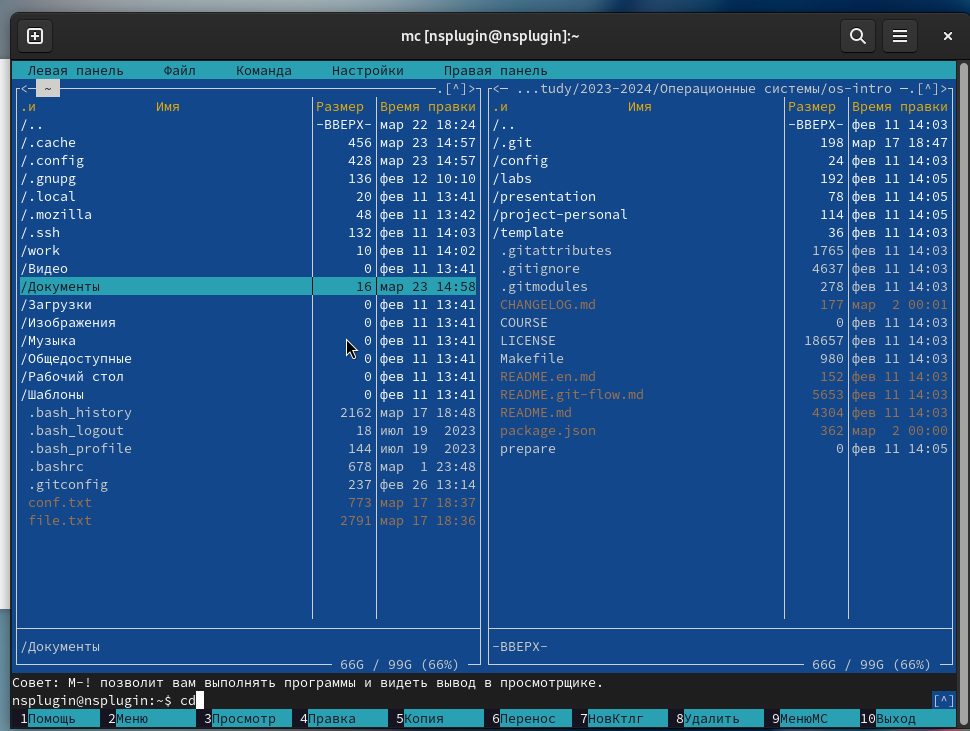 mc [nsplugin@nsplugin]:~
Левая панель Файл Команда Настройки Правая панель
<─ ~ .[^]>
.и Имя Размер Время правки
/.. -ВВЕРХ- мар 22 18:24
/.cache 456 мар 23 14:57
/.config 428 мар 23 14:57
/.gnupg 136 фев 12 10:10
/.local 20 фев 11 13:41
/.mozilla 48 фев 11 13:42
/.ssh 132 фев 11 14:03
/work 10 фев 11 14:02
/Видео 0 фев 11 13:41
/Документы 16 мар 23 14:58
/Загрузки 0 фев 11 13:41
/Изображения 0 фев 11 13:41
/Музыка 0 фев 11 13:41
/Общедоступные 0 фев 11 13:41
/Рабочий стол 0 фев 11 13:41
/Шаблоны 0 фев 11 13:41
.bash_history 2162 мар 17 18:48
.bash_logout 18 июл 19 2023
.bash_profile 144 июл 19 2023
.bashrc 678 мар 1 23:48
.gitconfig 237 фев 26 13:14
conf.txt 773 мар 17 18:37
file.txt 2791 мар 17 18:36
/Документы
66G / 99G (66%)
<─ ...tudy/2023-2024/Операционные системы/os-intro ─.[^]>
.и Имя Размер Время правки
/.. -ВВЕРХ- фев 11 14:03
/.git 198 мар 17 18:47
/config 24 фев 11 14:03
/labs 192 фев 11 14:05
/presentation 78 фев 11 14:05
/project-personal 114 фев 11 14:05
/template 36 фев 11 14:03
.gitattributes 1765 фев 11 14:03
.gitignore 4637 фев 11 14:03
.gitmodules 278 фев 11 14:03
CHANGELOG.md 177 мар 2 00:01
COURSE 0 фев 11 14:03
LICENSE 18657 фев 11 14:03
Makefile 980 фев 11 14:03
README.en.md 152 фев 11 14:03
README.git-flow.md 5653 фев 11 14:03
README.md 4304 фев 11 14:03
package.json 362 мар 2 00:00
prepare 0 фев 11 14:05
-ВВЕРХ-
66G / 99G (66%)
Совет: M-! позволит вам выполнять программы и видеть вывод в просмотрщике.
nsplugin@nsplugin:~$ cd [^]
1Помощь 2Меню 3Просмотр 4Правка 5Копия 6Перенос 7НовКтлг 8Удалить 9МенюMC 10Выход